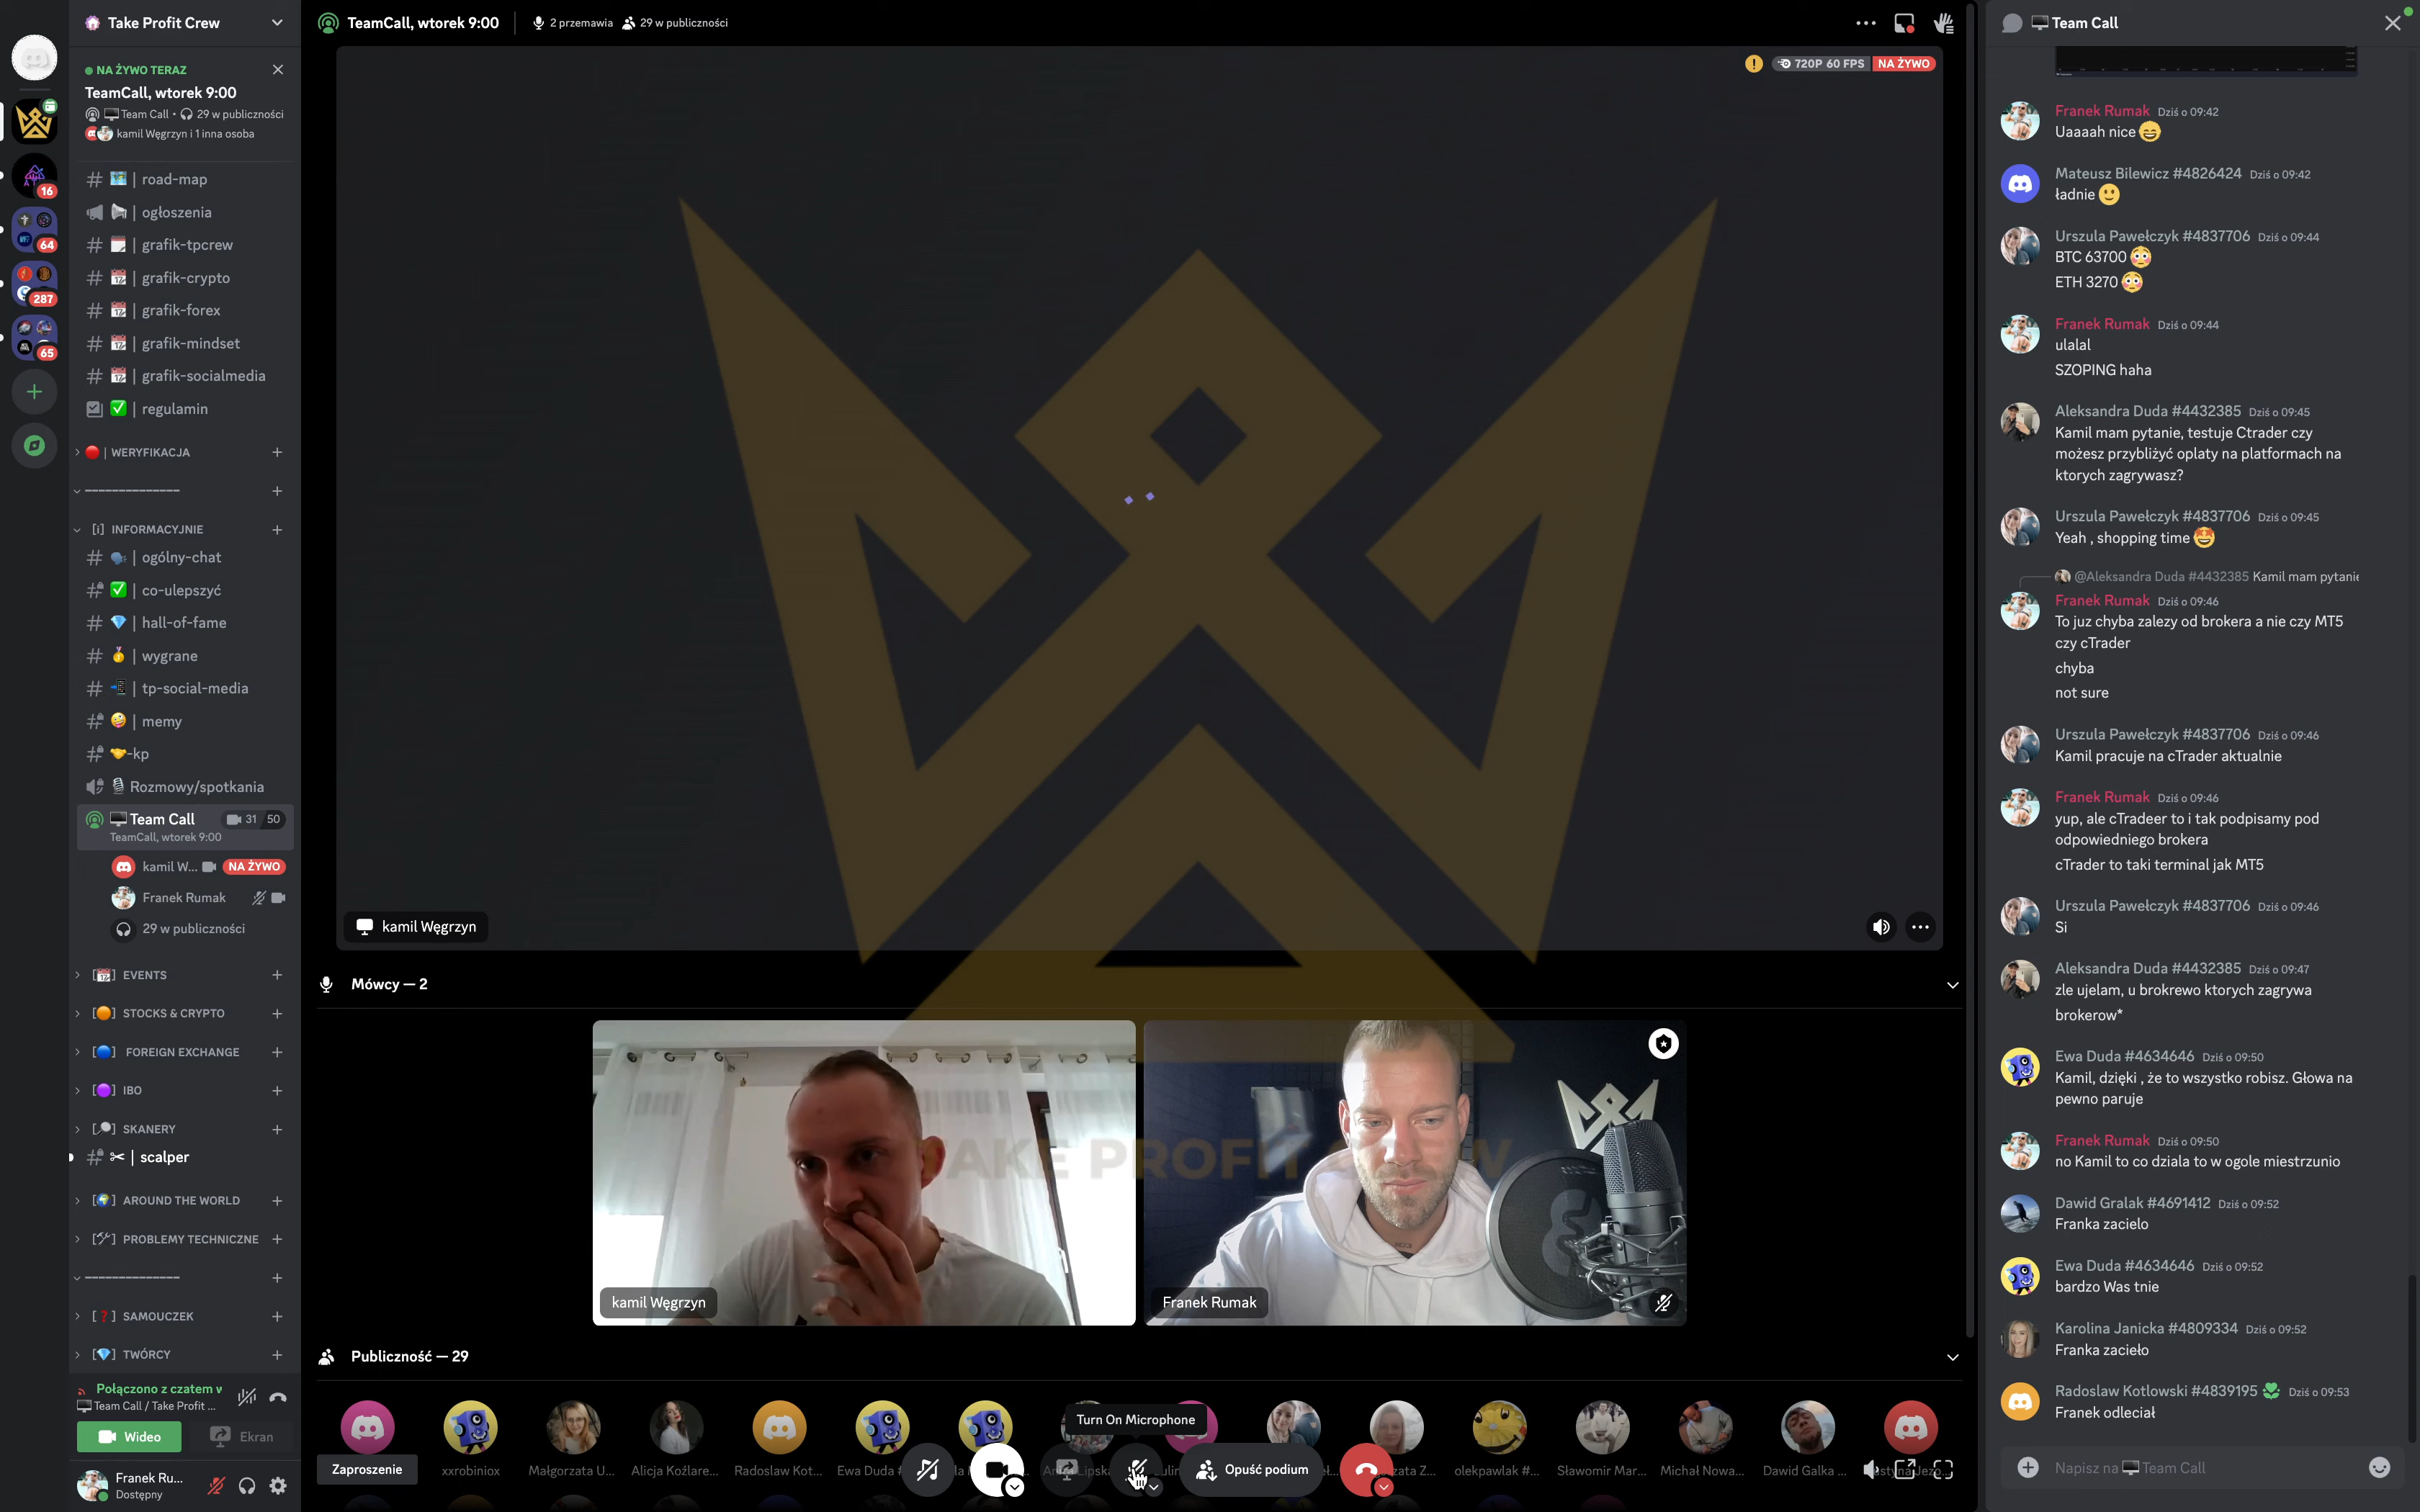 Take Profit Crew
NA ŻYWO TERAZ
TeamCall, wtorek 9:00
Team Call • 29 w publiczności
kamil Węgrzyn i 1 inna osoba
16
64
287
65
| road-map
| ogłoszenia
| grafik-tpcrew
| grafik-crypto
| grafik-forex
| grafik-mindset
| grafik-socialmedia
| regulamin
| WERYFIKACJA
INFORMACYJNIE
| ogólny-chat
| co-ulepszyć
| hall-of-fame
| wygrane
| tp-social-media
| memy
-kp
Rozmowy/spotkania
Team Call 31 50
TeamCall, wtorek 9:00
kamil W... NA ŻYWO
Franek Rumak
29 w publiczności
EVENTS
STOCKS & CRYPTO
FOREIGN EXCHANGE
IBO
SKANERY
| scalper
AROUND THE WORLD
PROBLEMY TECHNICZNE
SAMOUCZEK
TWÓRCY
Połączono z czatem w
Team Call / Take Profit ...
Wideo
Ekran
Franek Ru...
Dostępny
TeamCall, wtorek 9:00
2 przemawia 29 w publiczności
720P 60 FPS NA ŻYWO
kamil Węgrzyn
Mówcy — 2
TAKE PROFIT CREW
kamil Węgrzyn
Franek Rumak
Publiczność — 29
Turn On Microphone
Zaproszenie
xxrobiniox
Małgorzata U...
Alicja Koźlare...
Radoslaw Kot...
Ewa Duda
Opuść podium
olekpawlak #...
Sławomir Mar...
Michał Nowa...
Dawid Galka ...
Team Call
Franek Rumak Dziś o 09:42
Uaaaah nice
Mateusz Bilewicz #4826424 Dziś o 09:42
ładnie
Urszula Pawełczyk #4837706 Dziś o 09:44
BTC 63700
ETH 3270
Franek Rumak Dziś o 09:44
ulalal
SZOPING haha
Aleksandra Duda #4432385 Dziś o 09:45
Kamil mam pytanie, testuje Ctrader czy
możesz przybliżyć oplaty na platformach na
ktorych zagrywasz?
Urszula Pawełczyk #4837706 Dziś o 09:45
Yeah , shopping time
@Aleksandra Duda #4432385 Kamil mam pytanie
Franek Rumak Dziś o 09:46
To juz chyba zalezy od brokera a nie czy MT5
czy cTrader
chyba
not sure
Urszula Pawełczyk #4837706 Dziś o 09:46
Kamil pracuje na cTrader aktualnie
Franek Rumak Dziś o 09:46
yup, ale cTradeer to i tak podpisamy pod
odpowiedniego brokera
cTrader to taki terminal jak MT5
Urszula Pawełczyk #4837706 Dziś o 09:46
Si
Aleksandra Duda #4432385 Dziś o 09:47
zle ujelam, u brokrewo ktorych zagrywa
brokerow*
Ewa Duda #4634646 Dziś o 09:50
Kamil, dzięki , że to wszystko robisz. Głowa na
pewno paruje
Franek Rumak Dziś o 09:50
no Kamil to co dziala to w ogole miestrzunio
Dawid Gralak #4691412 Dziś o 09:52
Franka zacielo
Ewa Duda #4634646 Dziś o 09:52
bardzo Was tnie
Karolina Janicka #4809334 Dziś o 09:52
Franka zacieło
Radoslaw Kotlowski #4839195 Dziś o 09:53
Franek odleciał
Napisz na Team Call